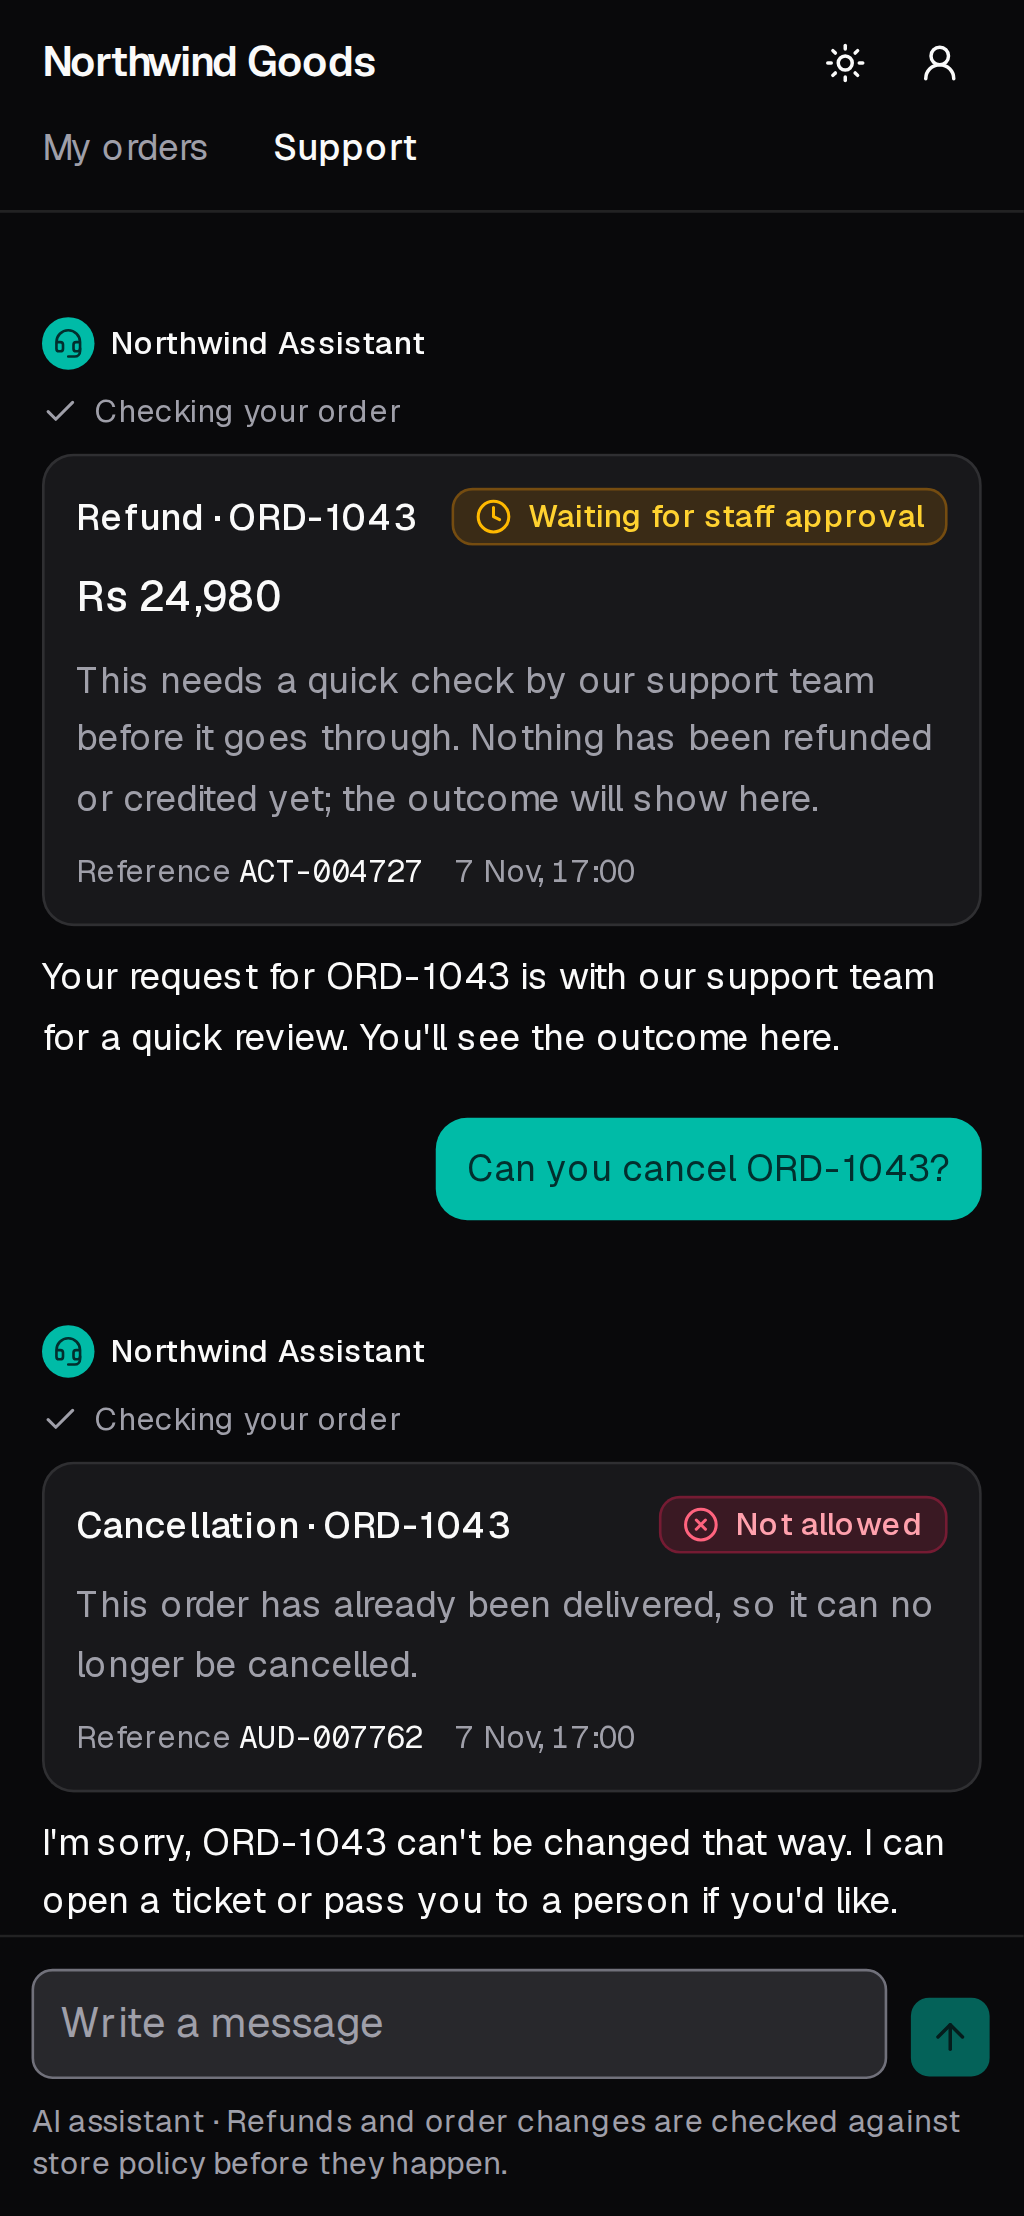 Northwind Goods
My orders Support
Northwind Assistant
Checking your order
Refund · ORD-1043 Waiting for staff approval
Rs 24,980
This needs a quick check by our support team
before it goes through. Nothing has been refunded
or credited yet; the outcome will show here.
Reference ACT-004727 7 Nov, 17:00
Your request for ORD-1043 is with our support team
for a quick review. You'll see the outcome here.
Can you cancel ORD-1043?
Northwind Assistant
Checking your order
Cancellation · ORD-1043 Not allowed
This order has already been delivered, so it can no
longer be cancelled.
Reference AUD-007762 7 Nov, 17:00
I'm sorry, ORD-1043 can't be changed that way. I can
open a ticket or pass you to a person if you'd like.
Write a message
AI assistant · Refunds and order changes are checked against
store policy before they happen.